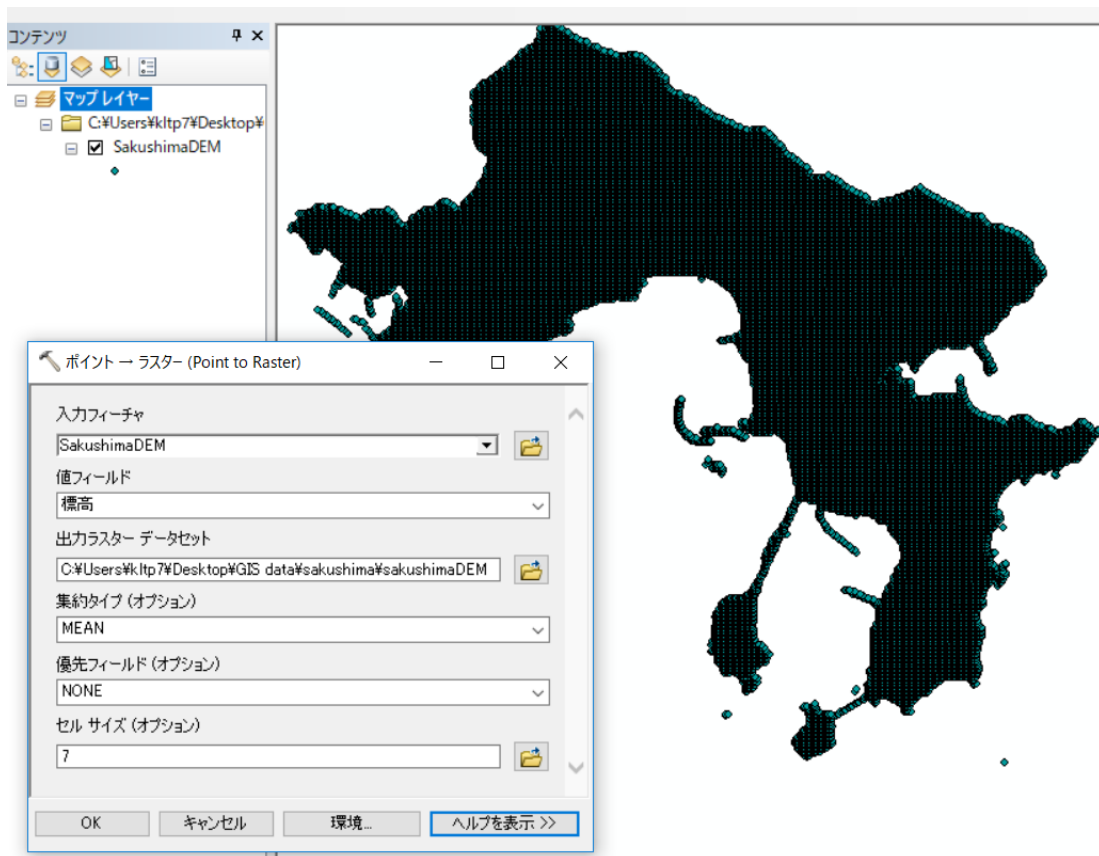 コンテンツ
マップ レイヤー
C:¥Users¥kltp7¥Desktop¥
SakushimaDEM
ポイント → ラスター (Point to Raster)
入力フィーチャ
SakushimaDEM
値フィールド
標高
出力ラスター データセット
C:¥Users¥kltp7¥Desktop¥GIS data¥sakushima¥sakushimaDEM
集約タイプ (オプション)
MEAN
優先フィールド (オプション)
NONE
セル サイズ (オプション)
7
OK
キャンセル
環境...
ヘルプを表示 >>